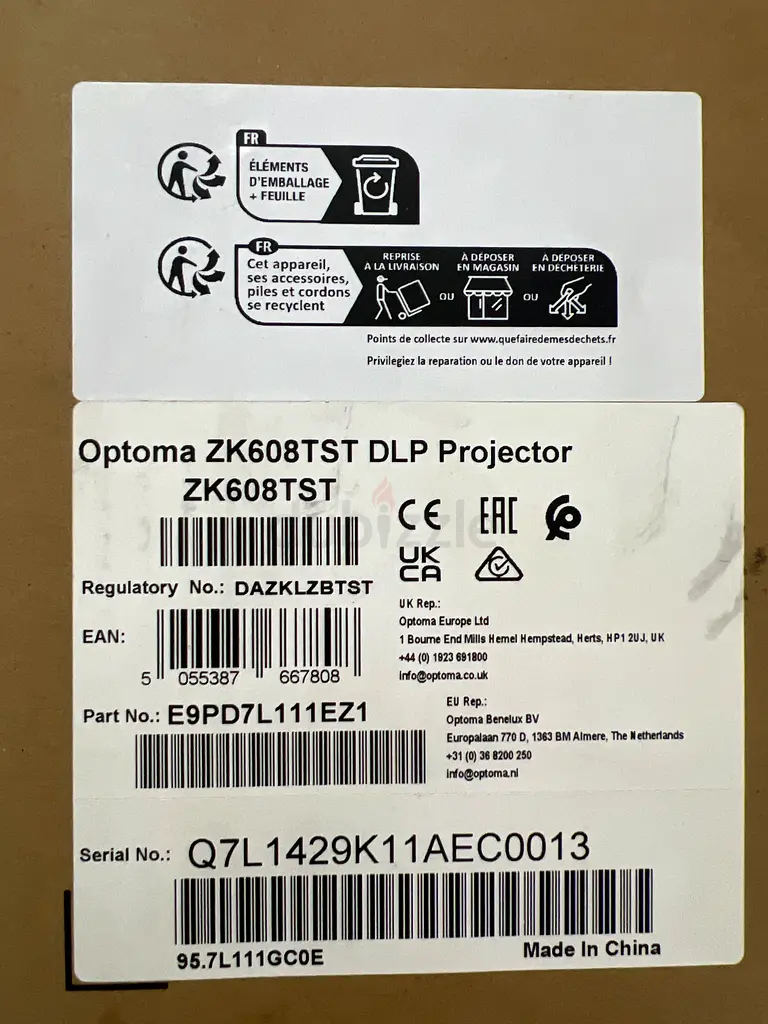 FR
ÉLÉMENTS
D'EMBALLAGE
+ FEUILLE
FR
Cet appareil,
ses accessoires,
piles et cordons
se recyclent
REPRISE
A LA LIVRAISON
OU
À DÉPOSER
EN MAGASIN
OU
À DÉPOSER
EN DÉCHÈTERIE
Points de collecte sur www.quefairedemesdechets.fr
Privilegiez la reparation ou le don de votre appareil !
Optoma ZK608TST DLP Projector
ZK608TST
dubizzle
CE
EAC
UK
CA
Regulatory No.: DAZKLZBTST
UK Rep.:
Optoma Europe Ltd
1 Bourne End Mills Hemel Hempstead, Herts, HP1 2UJ, UK
+44 (0) 1923 691800
info@optoma.co.uk
EAN:
5 055387 667808
Part No.: E9PD7L111EZ1
EU Rep.:
Optoma Benelux BV
Europalaan 770 D, 1363 BM Almere, The Netherlands
+31 (0) 36 8200 250
info@optoma.nl
Serial No.: Q7L1429K11AEC0013
95.7L111GC0E
Made In China